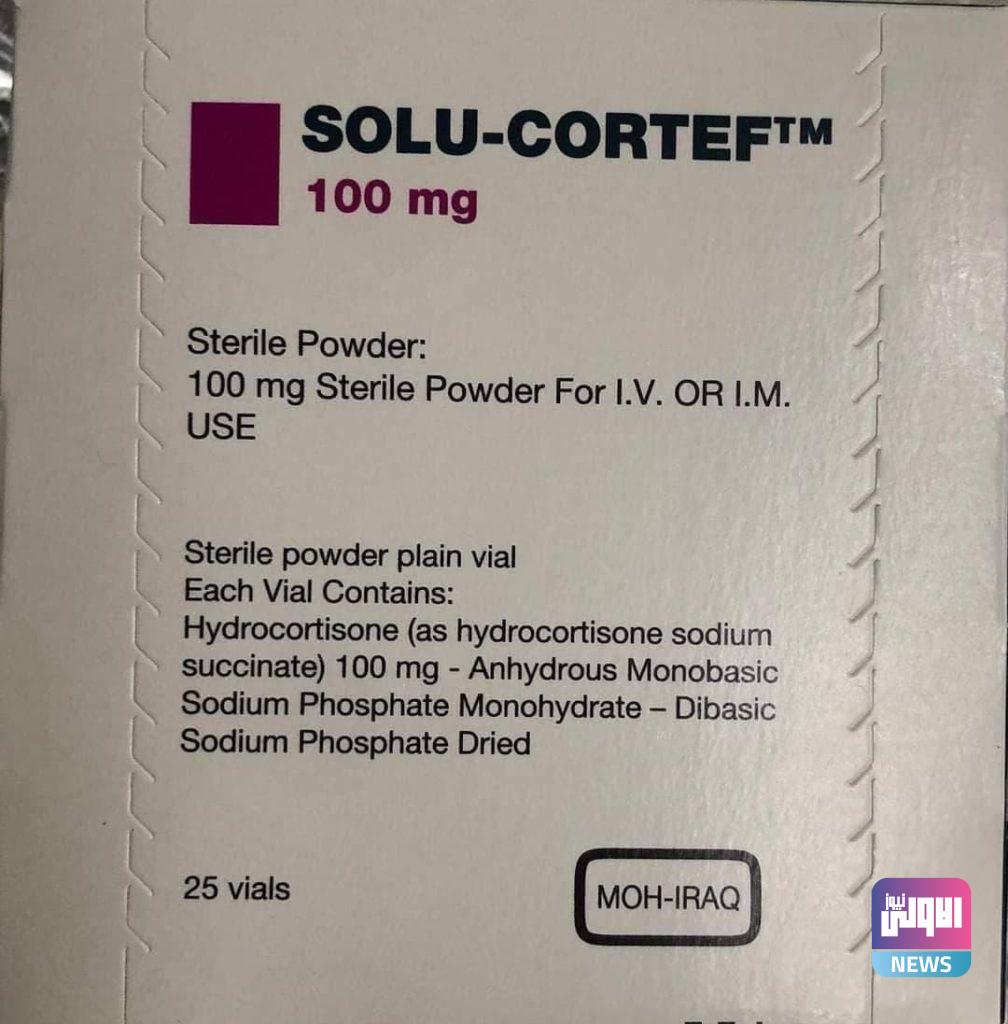 SOLU-CORTEF™
100 mg
Sterile Powder:
100 mg Sterile Powder For I.V. OR I.M.
USE
Sterile powder plain vial
Each Vial Contains:
Hydrocortisone (as hydrocortisone sodium
succinate) 100 mg - Anhydrous Monobasic
Sodium Phosphate Monohydrate – Dibasic
Sodium Phosphate Dried
25 vials
MOH-IRAQ
الاولى نيوز
NEWS